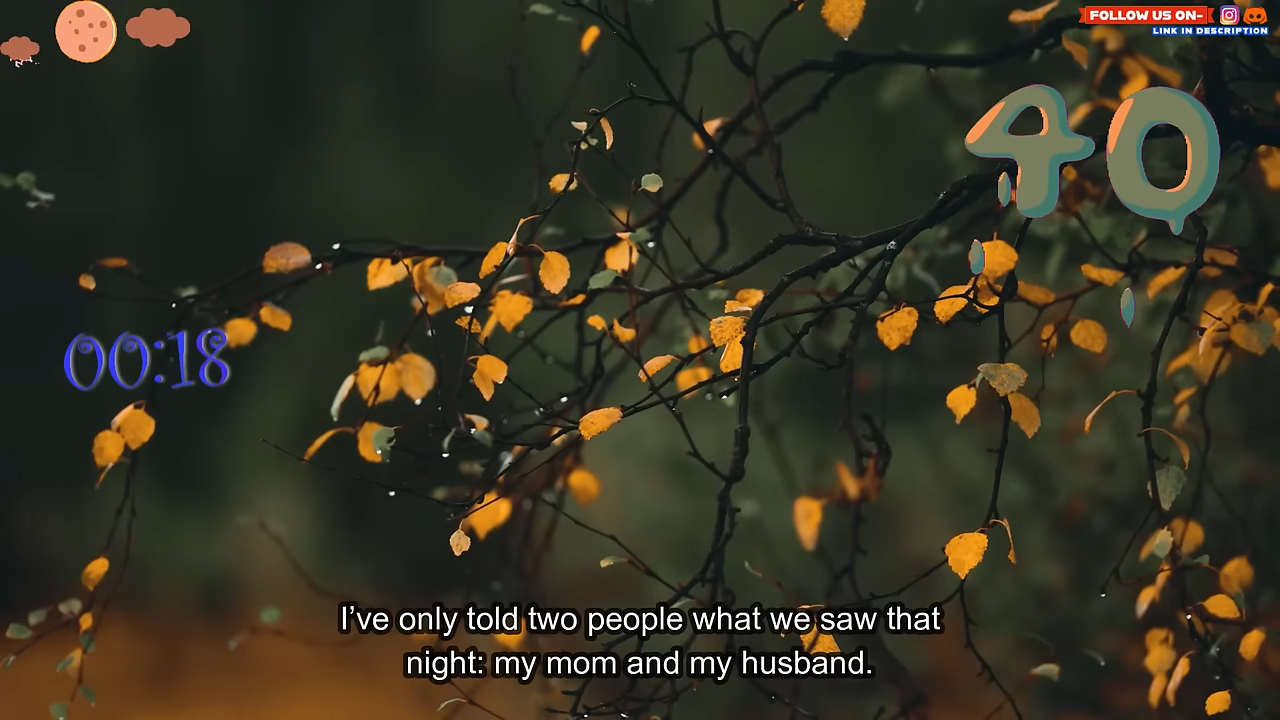 FOLLOW US ON-
LINK IN DESCRIPTION
40
00:18
I've only told two people what we saw that
night: my mom and my husband.